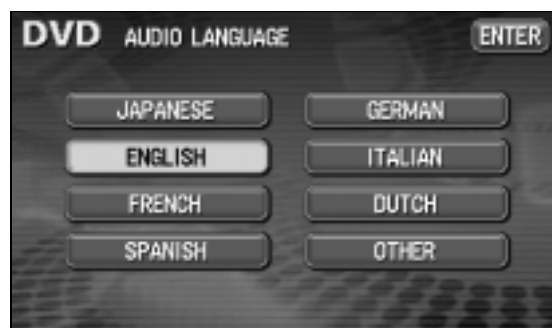 DVD AUDIO LANGUAGE ENTER
JAPANESE GERMAN
ENGLISH ITALIAN
FRENCH DUTCH
SPANISH OTHER